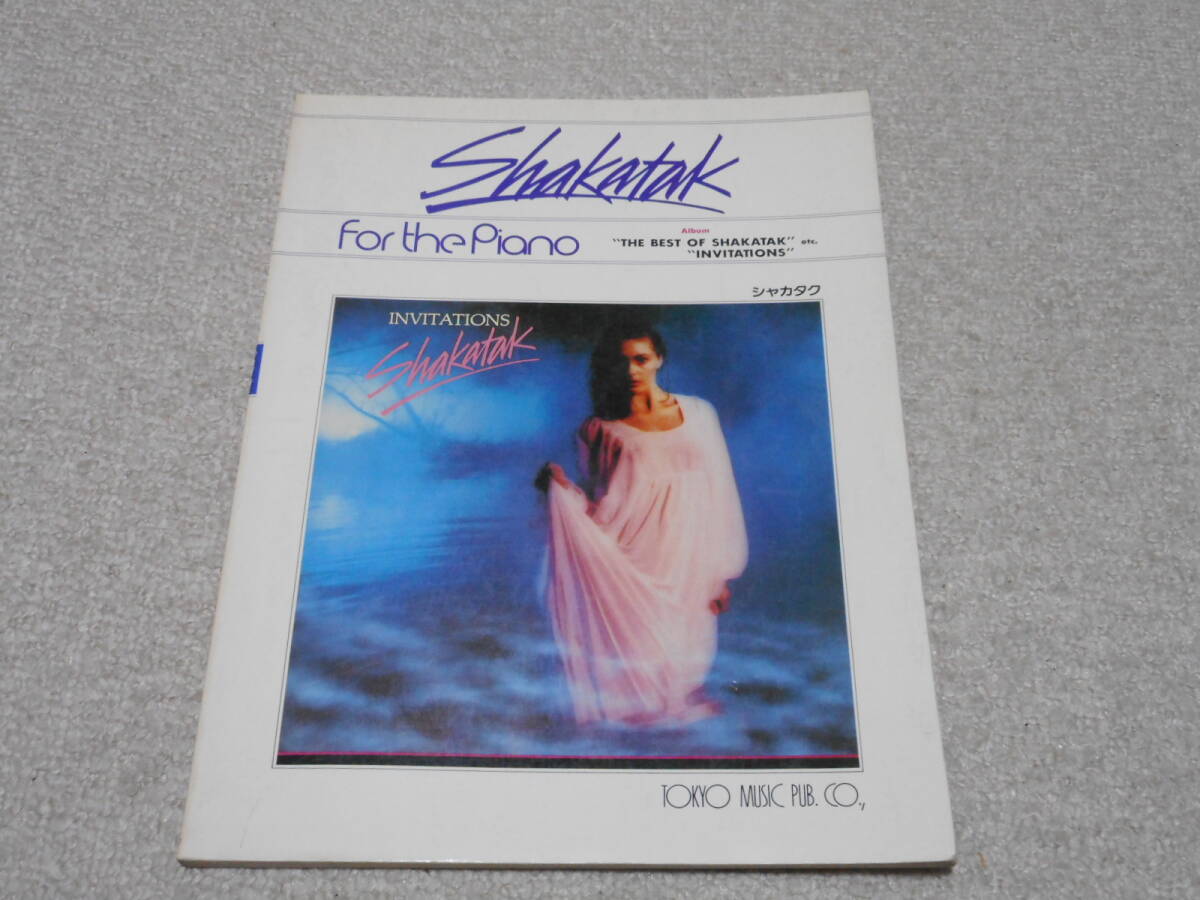 Shakatak
for the Piano
Album
"THE BEST OF SHAKATAK" etc.
"INVITATIONS"
シャカタク
INVITATIONS
Shakatak
TOKYO MUSIC PUB. CO.,